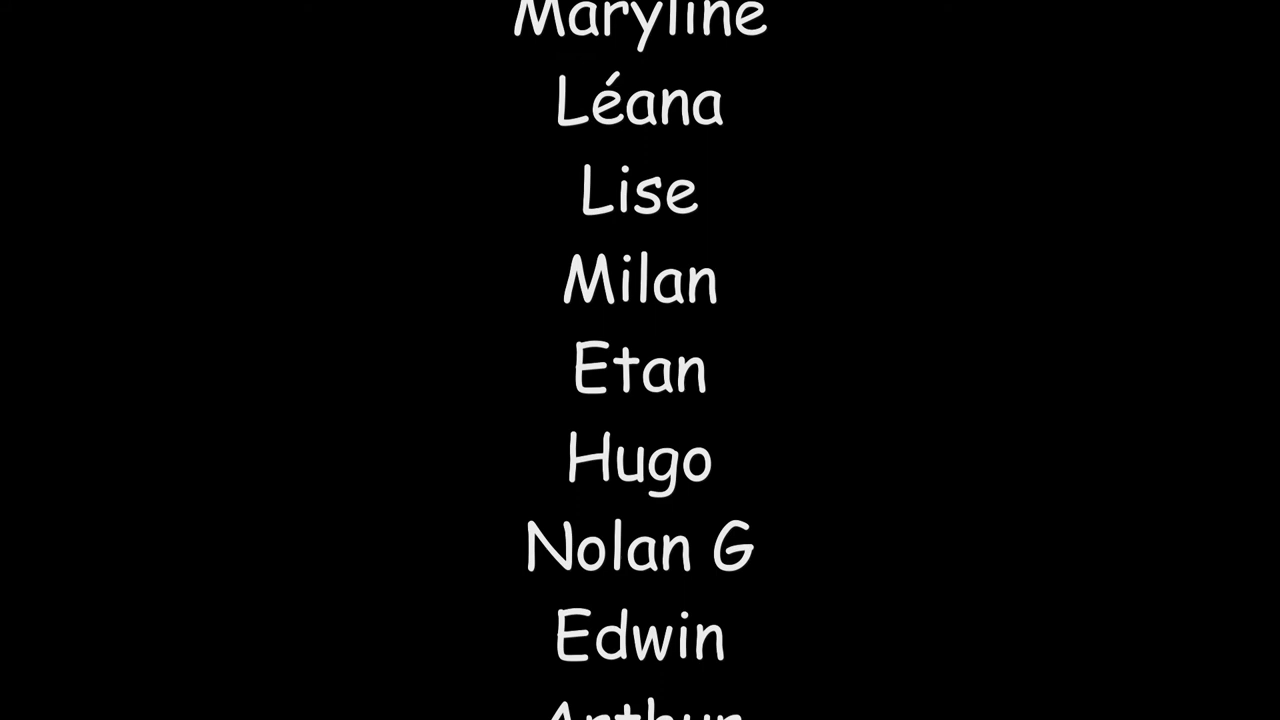 Maryline
Léana
Lise
Milan
Etan
Hugo
Nolan G
Edwin
Arthur